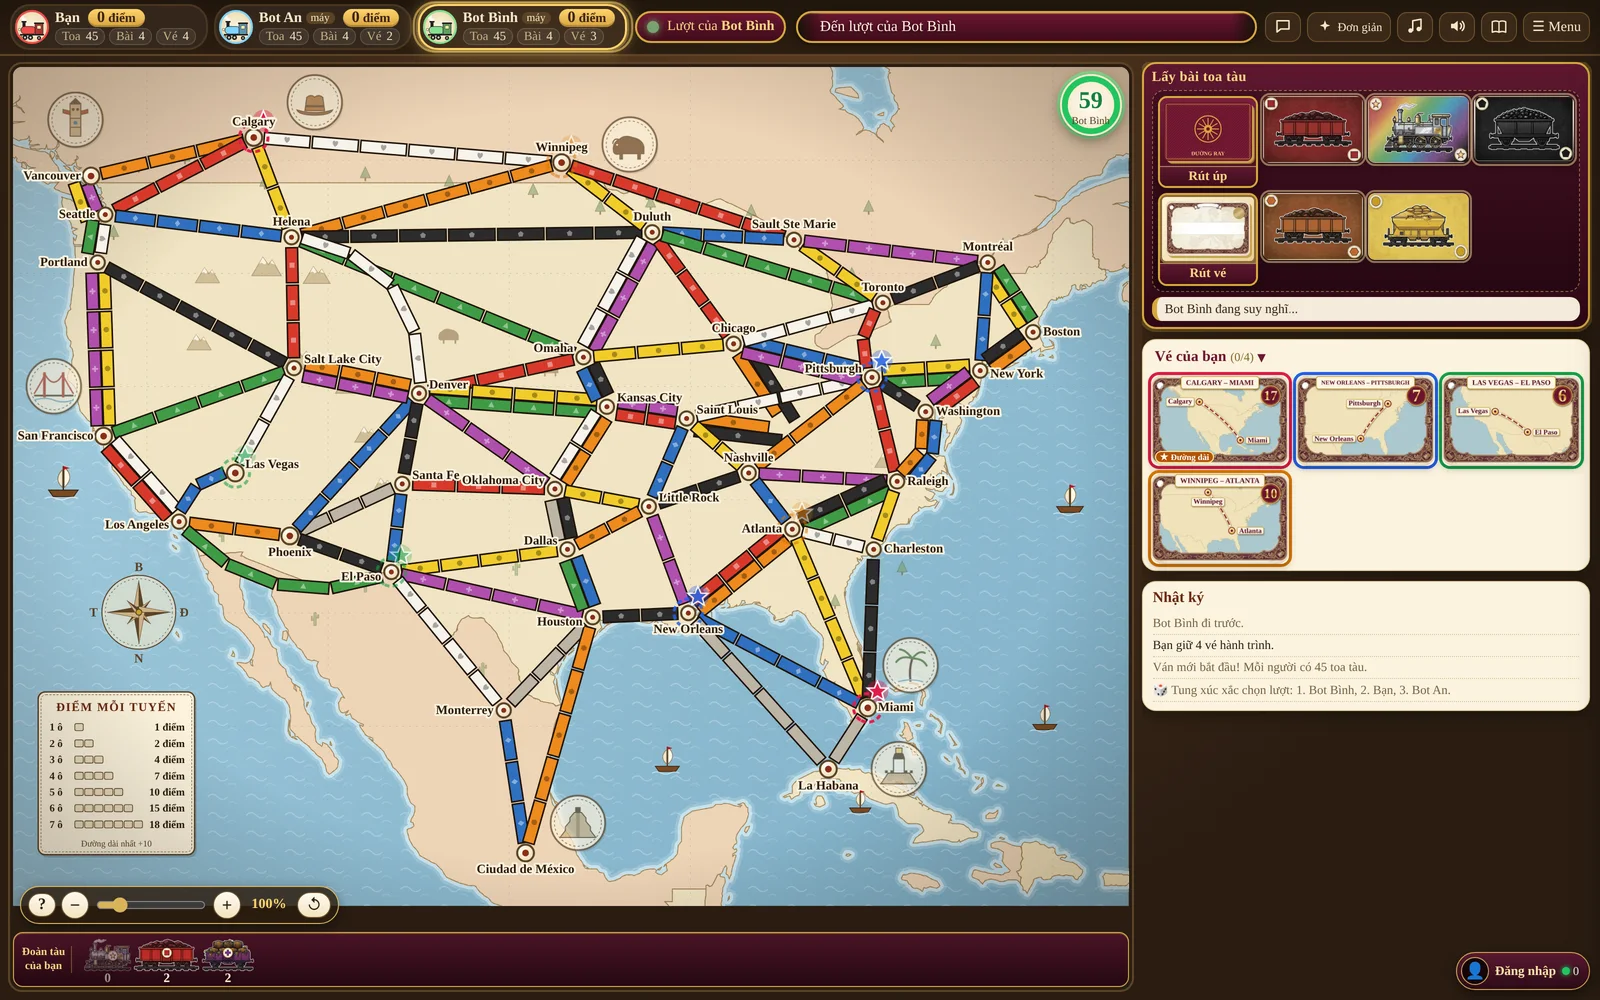 Bạn 0 điểm
Toa 45 Bài 4 Vé 4
Bot An máy 0 điểm
Toa 45 Bài 4 Vé 2
Bot Bình máy 0 điểm
Toa 45 Bài 4 Vé 3
Lượt của Bot Bình
Đến lượt của Bot Bình
Đơn giản
☰ Menu
59
Bot Bình
Calgary
Winnipeg
Vancouver
Seattle
Helena
Duluth
Sault Ste Marie
Montréal
Portland
Toronto
Boston
Chicago
Omaha
Salt Lake City
Denver
Pittsburgh
New York
Kansas City
Saint Louis
Washington
San Francisco
Las Vegas
Nashville
Santa Fe
Oklahoma City
Raleigh
Little Rock
Los Angeles
Phoenix
Atlanta
Dallas
Charleston
El Paso
Houston
New Orleans
Monterrey
Miami
La Habana
Ciudad de México
B
T
Đ
N
ĐIỂM MỖI TUYẾN
1 ô 1 điểm
2 ô 2 điểm
3 ô 4 điểm
4 ô 7 điểm
5 ô 10 điểm
6 ô 15 điểm
7 ô 18 điểm
Đường dài nhất +10
? − + 100%
Đoàn tàu
của bạn
0
2
2
Lấy bài toa tàu
ĐƯỜNG RAY
Rút úp
Rút vé
Bot Bình đang suy nghĩ...
Vé của bạn (0/4) ▼
CALGARY – MIAMI
17
Calgary
Miami
★ Đường dài
NEW ORLEANS – PITTSBURGH
7
Pittsburgh
New Orleans
LAS VEGAS – EL PASO
6
Las Vegas
El Paso
WINNIPEG – ATLANTA
10
Winnipeg
Atlanta
Nhật ký
Bot Bình đi trước.
Bạn giữ 4 vé hành trình.
Ván mới bắt đầu! Mỗi người có 45 toa tàu.
🎲 Tung xúc xắc chọn lượt: 1. Bot Bình, 2. Bạn, 3. Bot An.
Đăng nhập 0